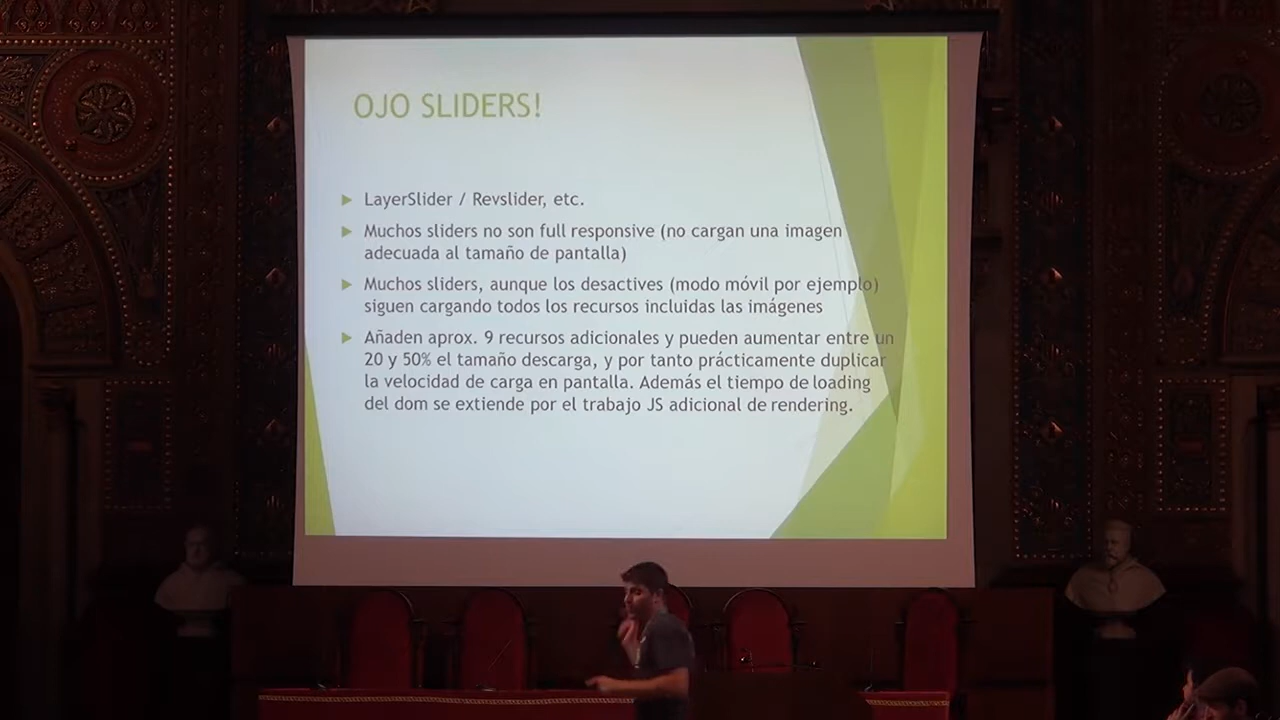 OJO SLIDERS!
LayerSlider / Revslider, etc.
Muchos sliders no son full responsive (no cargan una imagen
adecuada al tamaño de pantalla)
Muchos sliders, aunque los desactives (modo móvil por ejemplo)
siguen cargando todos los recursos incluidas las imágenes
Añaden aprox. 9 recursos adicionales y pueden aumentar entre un
20 y 50% el tamaño descarga, y por tanto prácticamente duplicar
la velocidad de carga en pantalla. Además el tiempo de loading
del dom se extiende por el trabajo JS adicional de rendering.